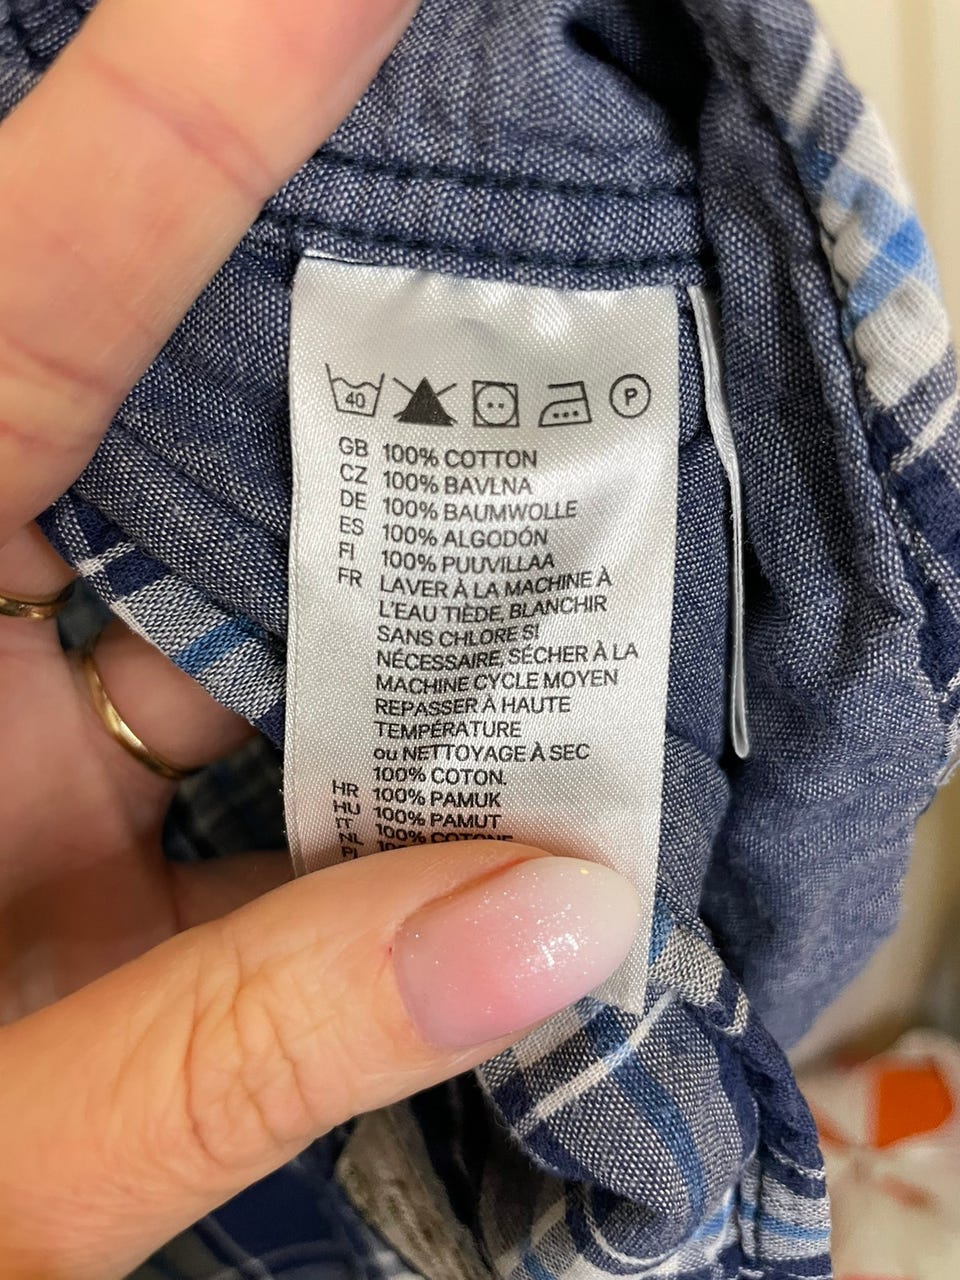 40 P
GB 100% COTTON
CZ 100% BAVLNA
DE 100% BAUMWOLLE
ES 100% ALGODÓN
FI 100% PUUVILLAA
FR LAVER À LA MACHINE À
L'EAU TIÈDE, BLANCHIR
SANS CHLORE SI
NÉCESSAIRE, SÉCHER À LA
MACHINE CYCLE MOYEN
REPASSER À HAUTE
TEMPÉRATURE
ou NETTOYAGE À SEC
100% COTON.
HR 100% PAMUK
HU 100% PAMUT
IT 100% COTONE
NL